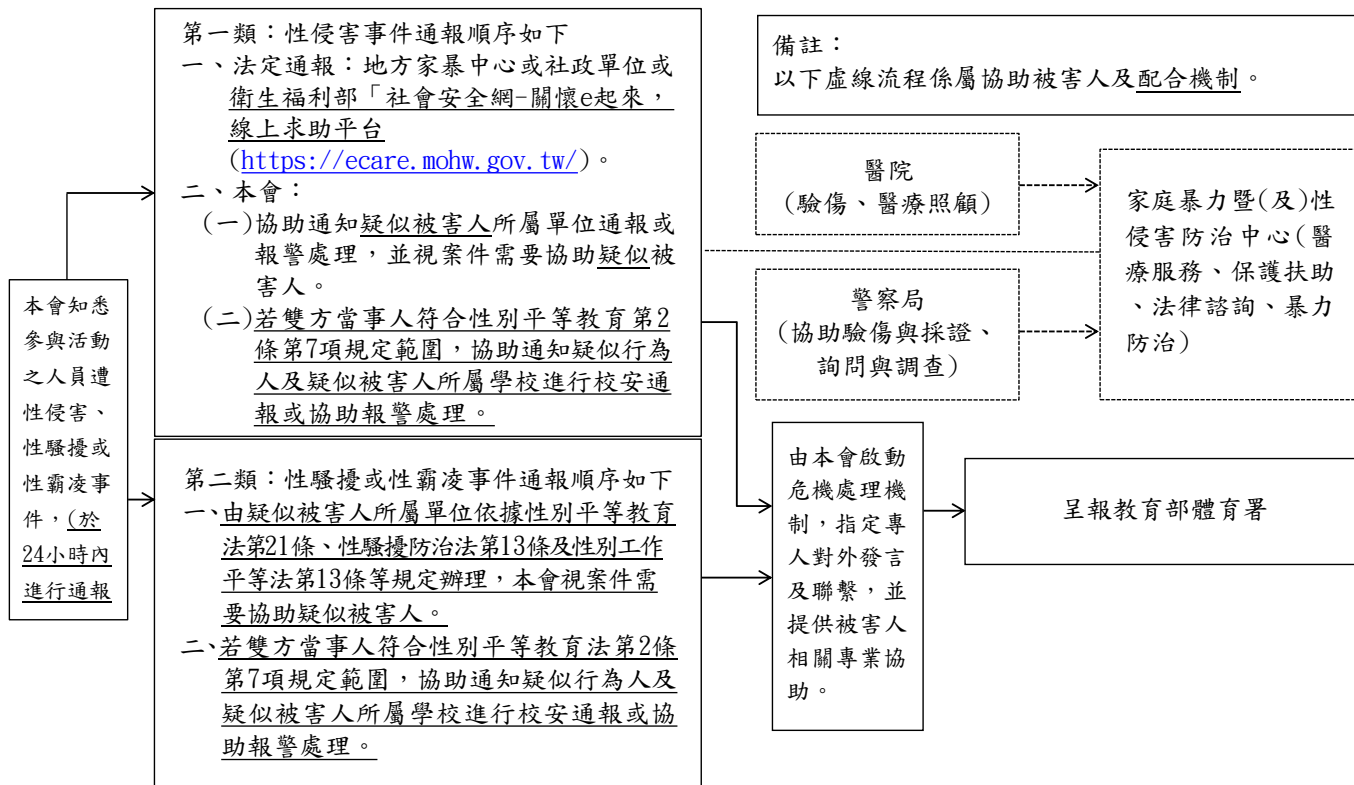 本會知悉
參與活動
之人員遭
性侵害、
性騷擾或
性霸凌事
件，(於
24小時內
進行通報
第一類：性侵害事件通報順序如下
一、法定通報：地方家暴中心或社政單位或
衛生福利部「社會安全網-關懷e起來，
線上求助平台
(https://ecare.mohw.gov.tw/)。
二、本會：
(一)協助通知疑似被害人所屬單位通報或
報警處理，並視案件需要協助疑似被
害人。
(二)若雙方當事人符合性別平等教育第2
條第7項規定範圍，協助通知疑似行為
人及疑似被害人所屬學校進行校安通
報或協助報警處理。
第二類：性騷擾或性霸凌事件通報順序如下
一、由疑似被害人所屬單位依據性別平等教育
法第21條、性騷擾防治法第13條及性別工作
平等法第13條等規定辦理，本會視案件需
要協助疑似被害人。
二、若雙方當事人符合性別平等教育法第2條
第7項規定範圍，協助通知疑似行為人及
疑似被害人所屬學校進行校安通報或協
助報警處理。
備註：
以下虛線流程係屬協助被害人及配合機制。
醫院
(驗傷、醫療照顧)
警察局
(協助驗傷與採證、
詢問與調查)
家庭暴力暨(及)性
侵害防治中心(醫
療服務、保護扶助
、法律諮詢、暴力
防治)
由本會啟動
危機處理機
制，指定專
人對外發言
及聯繫，並
提供被害人
相關專業協
助。
呈報教育部體育署